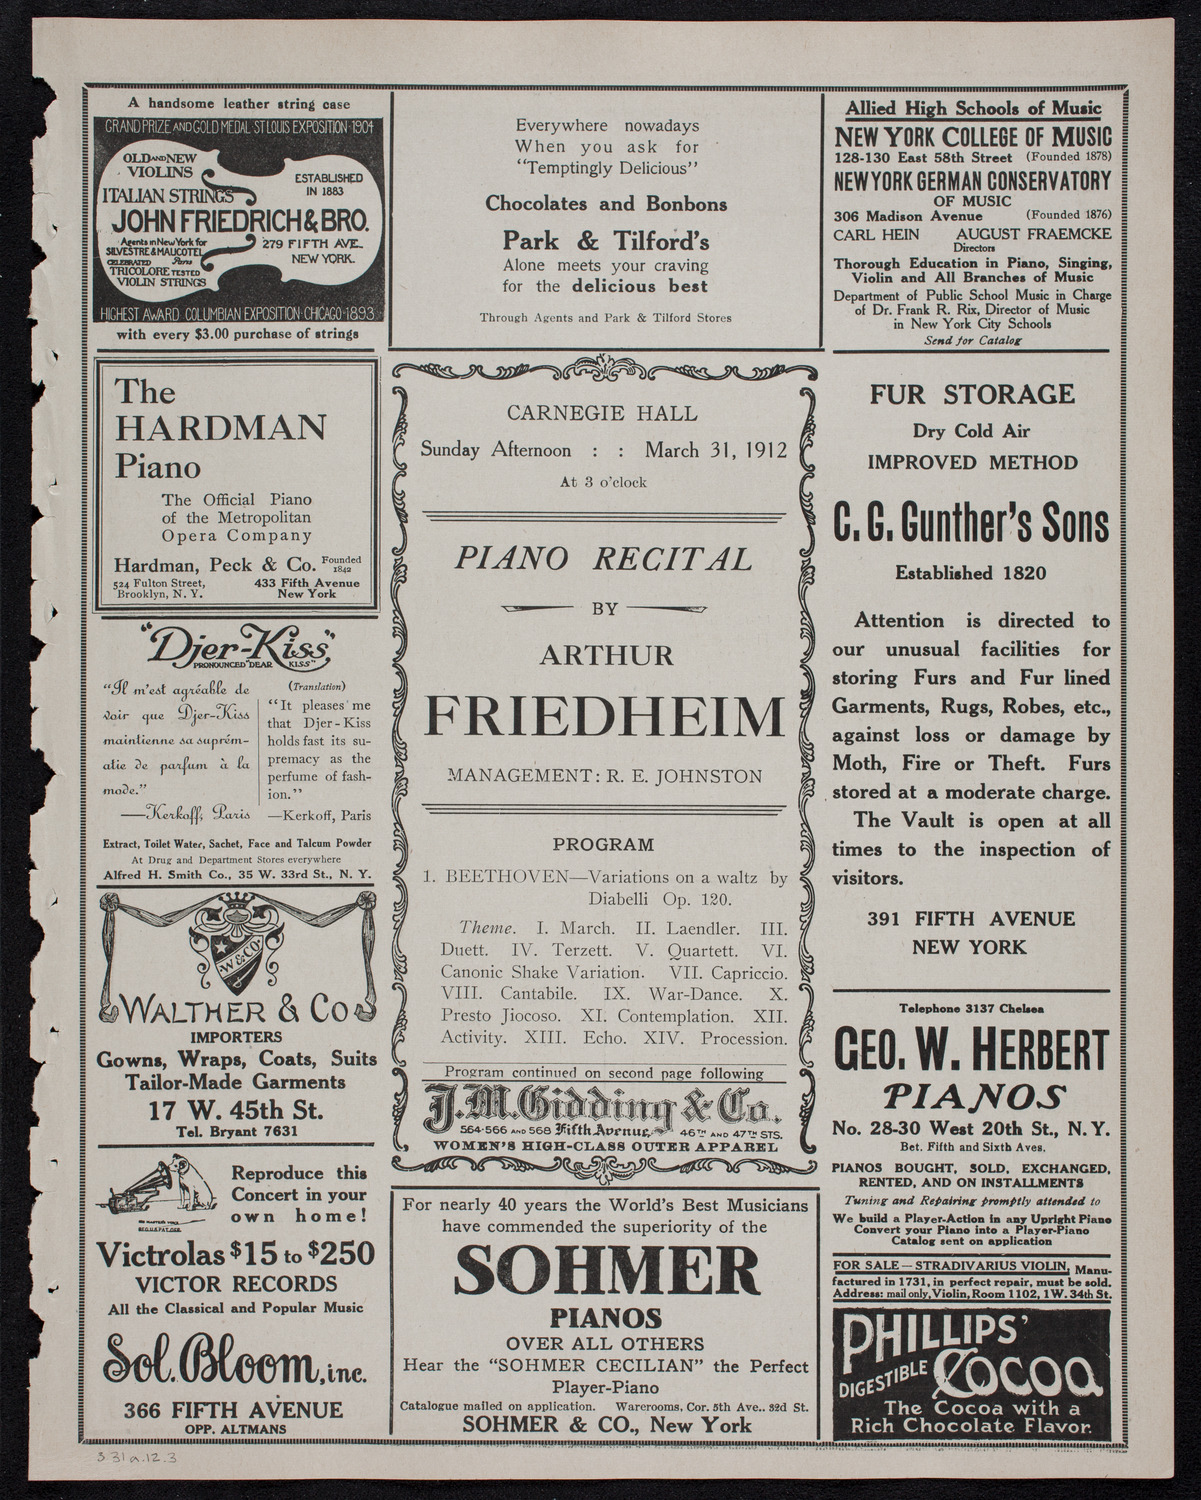 A handsome leather string case
GRAND PRIZE AND GOLD MEDAL ST LOUIS EXPOSITION 1904
OLD AND NEW
VIOLINS
ESTABLISHED
IN 1883
ITALIAN STRINGS
JOHN FRIEDRICH & BRO.
Agents in New York for
SILVESTRE & MAUCOTEL
CELEBRATED Paris
TRICOLORE TESTED
VIOLIN STRINGS
279 FIFTH AVE.
NEW YORK.
HIGHEST AWARD COLUMBIAN EXPOSITION CHICAGO 1893
with every $3.00 purchase of strings
The
HARDMAN
Piano
The Official Piano
of the Metropolitan
Opera Company
Hardman, Peck & Co. Founded 1842
524 Fulton Street, 433 Fifth Avenue
Brooklyn, N. Y. New York
"Djer-Kiss"
PRONOUNCED "DEAR KISS"
"Il m'est agréable de
voir que Djer-Kiss
maintienne sa suprém-
atie de parfum à la
mode."
—Kerkoff, Paris
(Translation)
"It pleases me
that Djer-Kiss
holds fast its su-
premacy as the
perfume of fash-
ion."
—Kerkoff, Paris
Extract, Toilet Water, Sachet, Face and Talcum Powder
At Drug and Department Stores everywhere
Alfred H. Smith Co., 35 W. 33rd St., N. Y.
W & CO.
WALTHER & CO
IMPORTERS
Gowns, Wraps, Coats, Suits
Tailor-Made Garments
17 W. 45th St.
Tel. Bryant 7631
HIS MASTER'S VOICE
REG.U.S.PAT.OFF.
Reproduce this
Concert in your
own home!
Victrolas $15 to $250
VICTOR RECORDS
All the Classical and Popular Music
Sol. Bloom, inc.
366 FIFTH AVENUE
OPP. ALTMANS
Everywhere nowadays
When you ask for
"Temptingly Delicious"
Chocolates and Bonbons
Park & Tilford's
Alone meets your craving
for the delicious best
Through Agents and Park & Tilford Stores
CARNEGIE HALL
Sunday Afternoon : : March 31, 1912
At 3 o'clock
PIANO RECITAL
BY
ARTHUR
FRIEDHEIM
MANAGEMENT: R. E. JOHNSTON
PROGRAM
1. BEETHOVEN—Variations on a waltz by
Diabelli Op. 120.
Theme. I. March. II. Laendler. III.
Duett. IV. Terzett. V. Quartett. VI.
Canonic Shake Variation. VII. Capriccio.
VIII. Cantabile. IX. War-Dance. X.
Presto Jiocoso. XI. Contemplation. XII.
Activity. XIII. Echo. XIV. Procession.
Program continued on second page following
J. M. Gidding & Co.
564-566 AND 568 Fifth Avenue, 46TH AND 47TH STS.
WOMEN'S HIGH-CLASS OUTER APPAREL
For nearly 40 years the World's Best Musicians
have commended the superiority of the
SOHMER
PIANOS
OVER ALL OTHERS
Hear the "SOHMER CECILIAN" the Perfect
Player-Piano
Catalogue mailed on application. Warerooms, Cor. 5th Ave.. 32d St.
SOHMER & CO., New York
Allied High Schools of Music
NEW YORK COLLEGE OF MUSIC
128-130 East 58th Street (Founded 1878)
NEW YORK GERMAN CONSERVATORY
OF MUSIC
306 Madison Avenue (Founded 1876)
CARL HEIN AUGUST FRAEMCKE
Directors
Thorough Education in Piano, Singing,
Violin and All Branches of Music
Department of Public School Music in Charge
of Dr. Frank R. Rix, Director of Music
in New York City Schools
Send for Catalog
FUR STORAGE
Dry Cold Air
IMPROVED METHOD
C. G. Gunther's Sons
Established 1820
Attention is directed to
our unusual facilities for
storing Furs and Fur lined
Garments, Rugs, Robes, etc.,
against loss or damage by
Moth, Fire or Theft. Furs
stored at a moderate charge.
The Vault is open at all
times to the inspection of
visitors.
391 FIFTH AVENUE
NEW YORK
Telephone 3137 Chelsea
GEO. W. HERBERT
PIANOS
No. 28-30 West 20th St., N. Y.
Bet. Fifth and Sixth Aves.
PIANOS BOUGHT, SOLD, EXCHANGED,
RENTED, AND ON INSTALLMENTS
Tuning and Repairing promptly attended to
We build a Player-Action in any Upright Piano
Convert your Piano into a Player-Piano
Catalog sent on application
FOR SALE—STRADIVARIUS VIOLIN, Manu-
factured in 1731, in perfect repair, must be sold.
Address: mail only, Violin, Room 1102, 1 W. 34th St.
PHILLIPS'
DIGESTIBLE COCOA
The Cocoa with a
Rich Chocolate Flavor.
3.31a.12.3